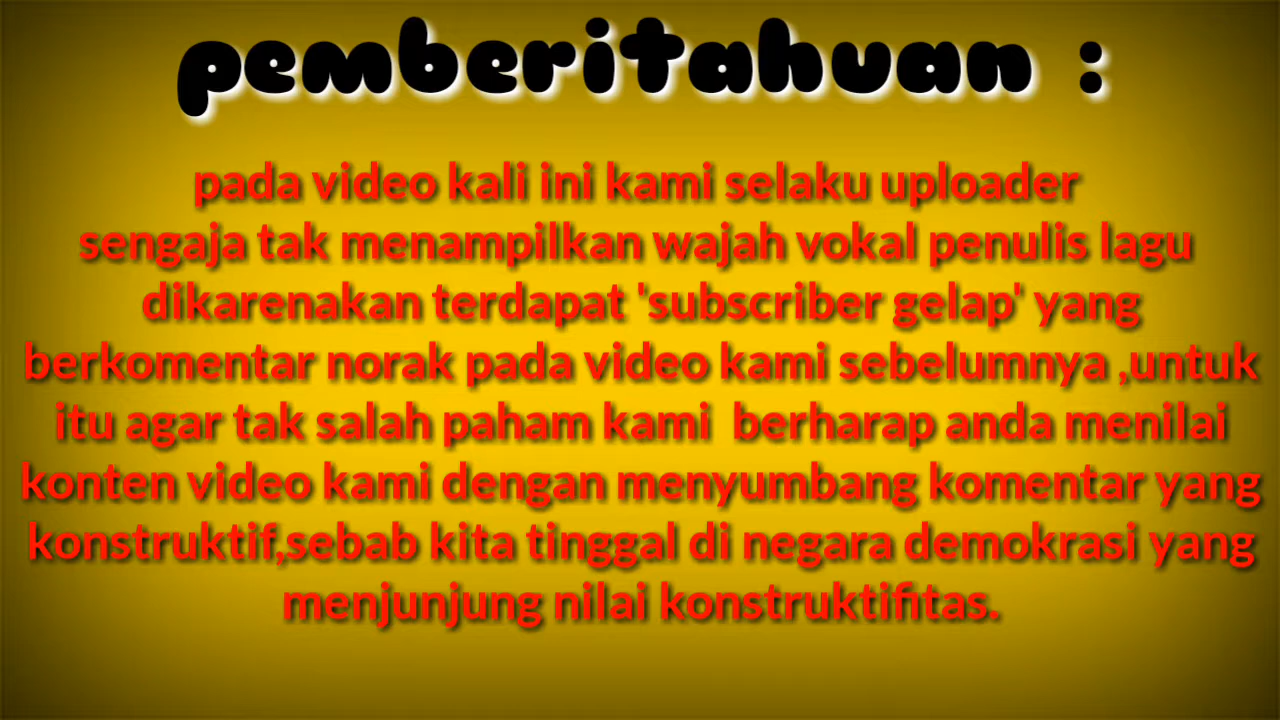 pemberitahuan :
pada video kali ini kami selaku uploader
sengaja tak menampilkan wajah vokal penulis lagu
dikarenakan terdapat 'subscriber gelap' yang
berkomentar norak pada video kami sebelumnya ,untuk
itu agar tak salah paham kami  berharap anda menilai
konten video kami dengan menyumbang komentar yang
konstruktif,sebab kita tinggal di negara demokrasi yang
menjunjung nilai konstruktifitas.